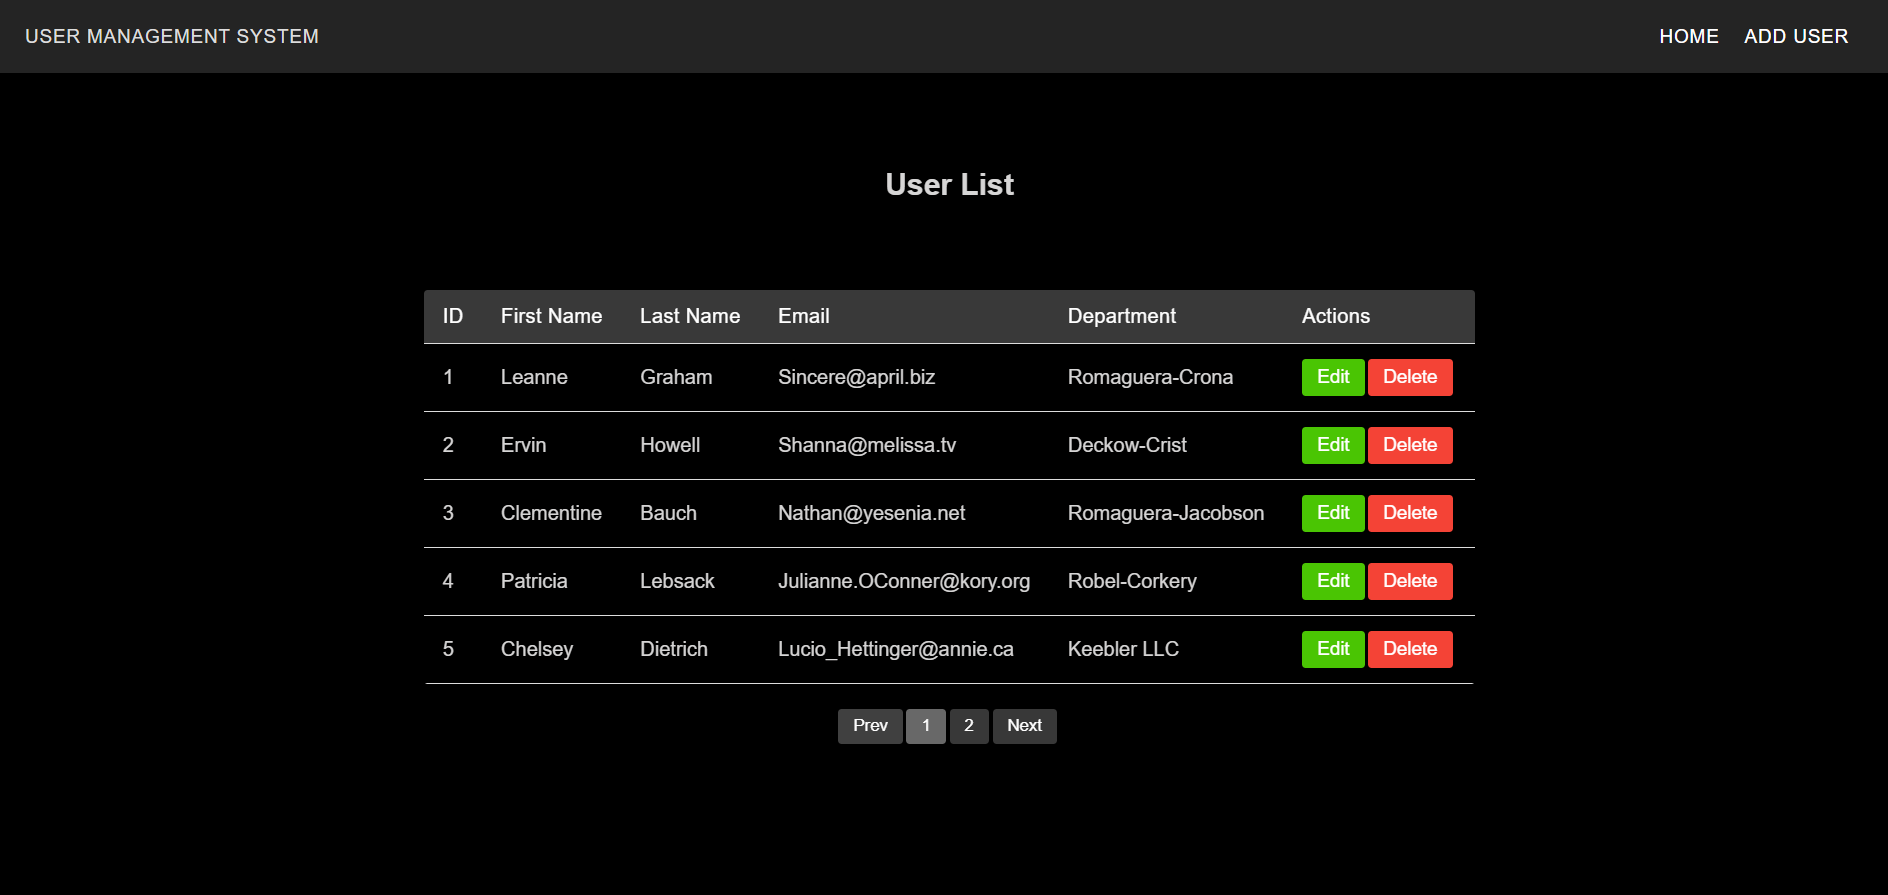 USER MANAGEMENT SYSTEM HOME ADD USER
User List
ID First Name Last Name Email Department Actions
1 Leanne Graham Sincere@april.biz Romaguera-Crona Edit Delete
2 Ervin Howell Shanna@melissa.tv Deckow-Crist Edit Delete
3 Clementine Bauch Nathan@yesenia.net Romaguera-Jacobson Edit Delete
4 Patricia Lebsack Julianne.OConner@kory.org Robel-Corkery Edit Delete
5 Chelsey Dietrich Lucio_Hettinger@annie.ca Keebler LLC Edit Delete
Prev 1 2 Next